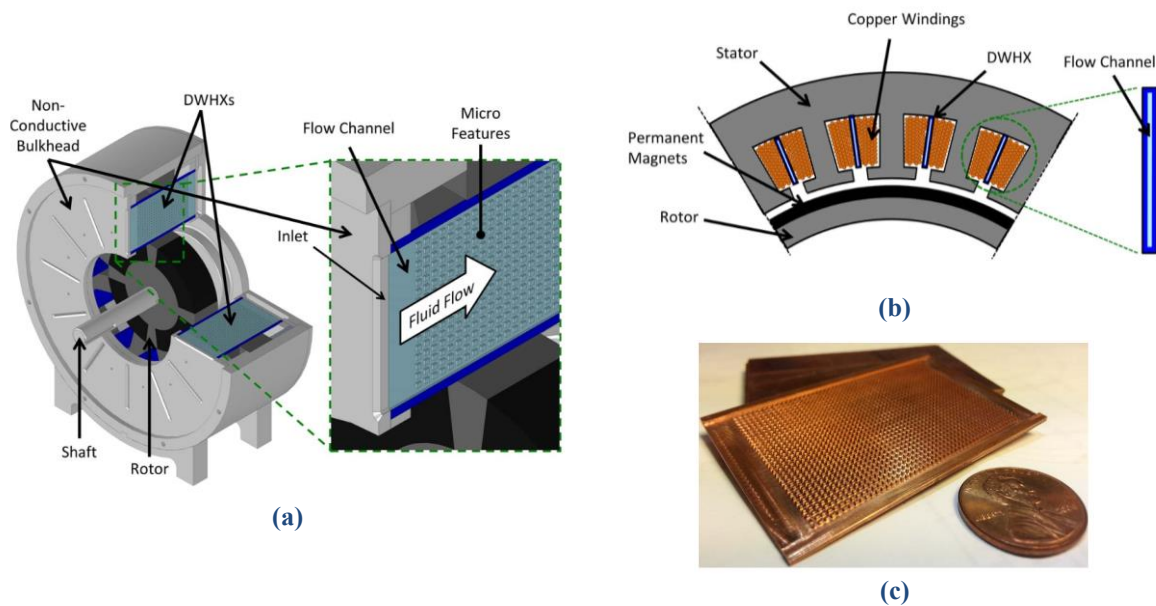 DWHXs
Non-
Conductive
Bulkhead
Flow Channel
Micro
Features
Inlet
Fluid Flow
Shaft
Rotor
(a)
Copper Windings
Stator
DWHX
Flow Channel
Permanent
Magnets
Rotor
(b)
(c)